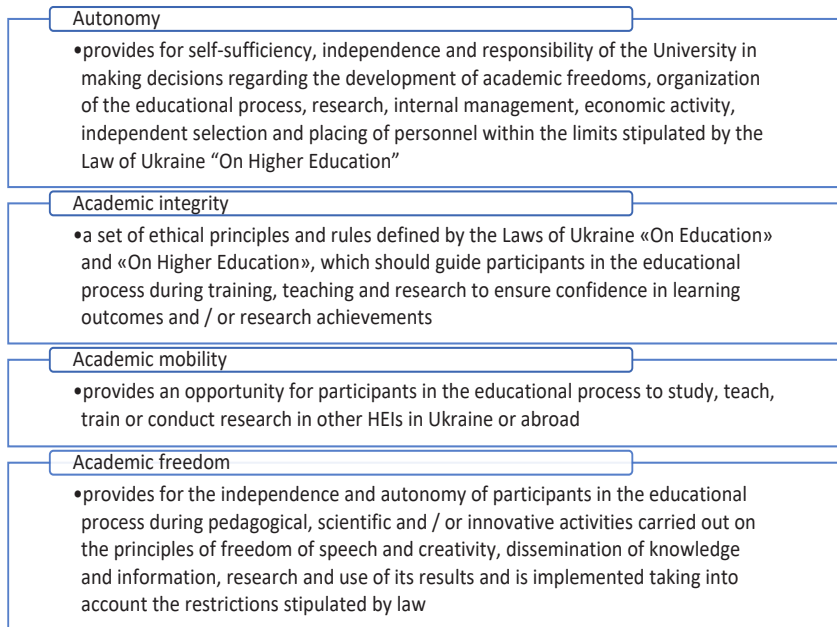 Autonomy
•provides for self-sufficiency, independence and responsibility of the University in
making decisions regarding the development of academic freedoms, organization
of the educational process, research, internal management, economic activity,
independent selection and placing of personnel within the limits stipulated by the
Law of Ukraine “On Higher Education”
Academic integrity
•a set of ethical principles and rules defined by the Laws of Ukraine «On Education»
and «On Higher Education», which should guide participants in the educational
process during training, teaching and research to ensure confidence in learning
outcomes and / or research achievements
Academic mobility
•provides an opportunity for participants in the educational process to study, teach,
train or conduct research in other HEIs in Ukraine or abroad
Academic freedom
•provides for the independence and autonomy of participants in the educational
process during pedagogical, scientific and / or innovative activities carried out on
the principles of freedom of speech and creativity, dissemination of knowledge
and information, research and use of its results and is implemented taking into
account the restrictions stipulated by law